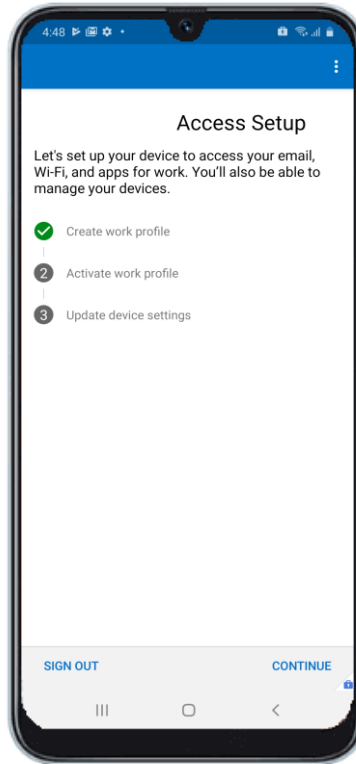 4:48
Access Setup
Let's set up your device to access your email,
Wi-Fi, and apps for work. You'll also be able to
manage your devices.
Create work profile
2 Activate work profile
3 Update device settings
SIGN OUT CONTINUE